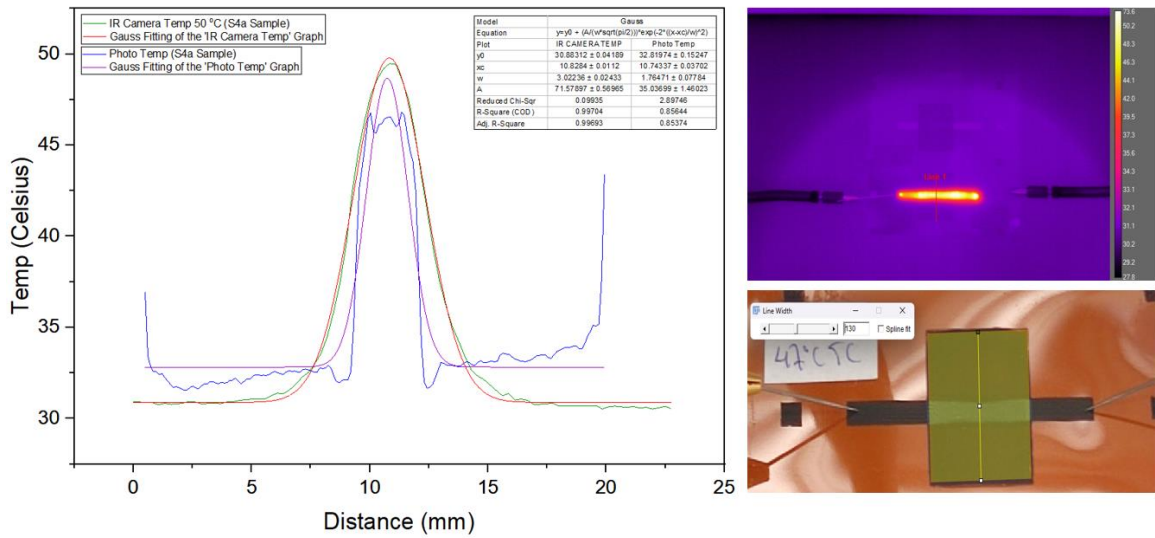 IR Camera Temp 50 °C (S4a Sample)
Gauss Fitting of the 'IR Camera Temp' Graph
Photo Temp (S4a Sample)
Gauss Fitting of the 'Photo Temp' Graph
Model Gauss
Equation y=y0 + (A/(w*sqrt(pi/2)))*exp(-2*((x-xc)/w)^2)
Plot IR CAMERA TEMP Photo Temp
y0 30.88312 ± 0.04189 32.81974 ± 0.15247
xc 10.8284 ± 0.0112 10.74337 ± 0.03702
w 3.02236 ± 0.02433 1.76471 ± 0.07784
A 71.57897 ± 0.56965 35.03699 ± 1.46023
Reduced Chi-Sqr 0.09935 2.89746
R-Square (COD) 0.99704 0.85644
Adj. R-Square 0.99693 0.85374
50
45
40
35
30
Temp (Celsius)
0 5 10 15 20 25
Distance (mm)
73.6
50.2
45.3
42.0
39.5
37.5
35.6
34.3
33.1
32.1
31.1
30.2
29.2
27.8
Line Width
130
Spline fit
47°C TC